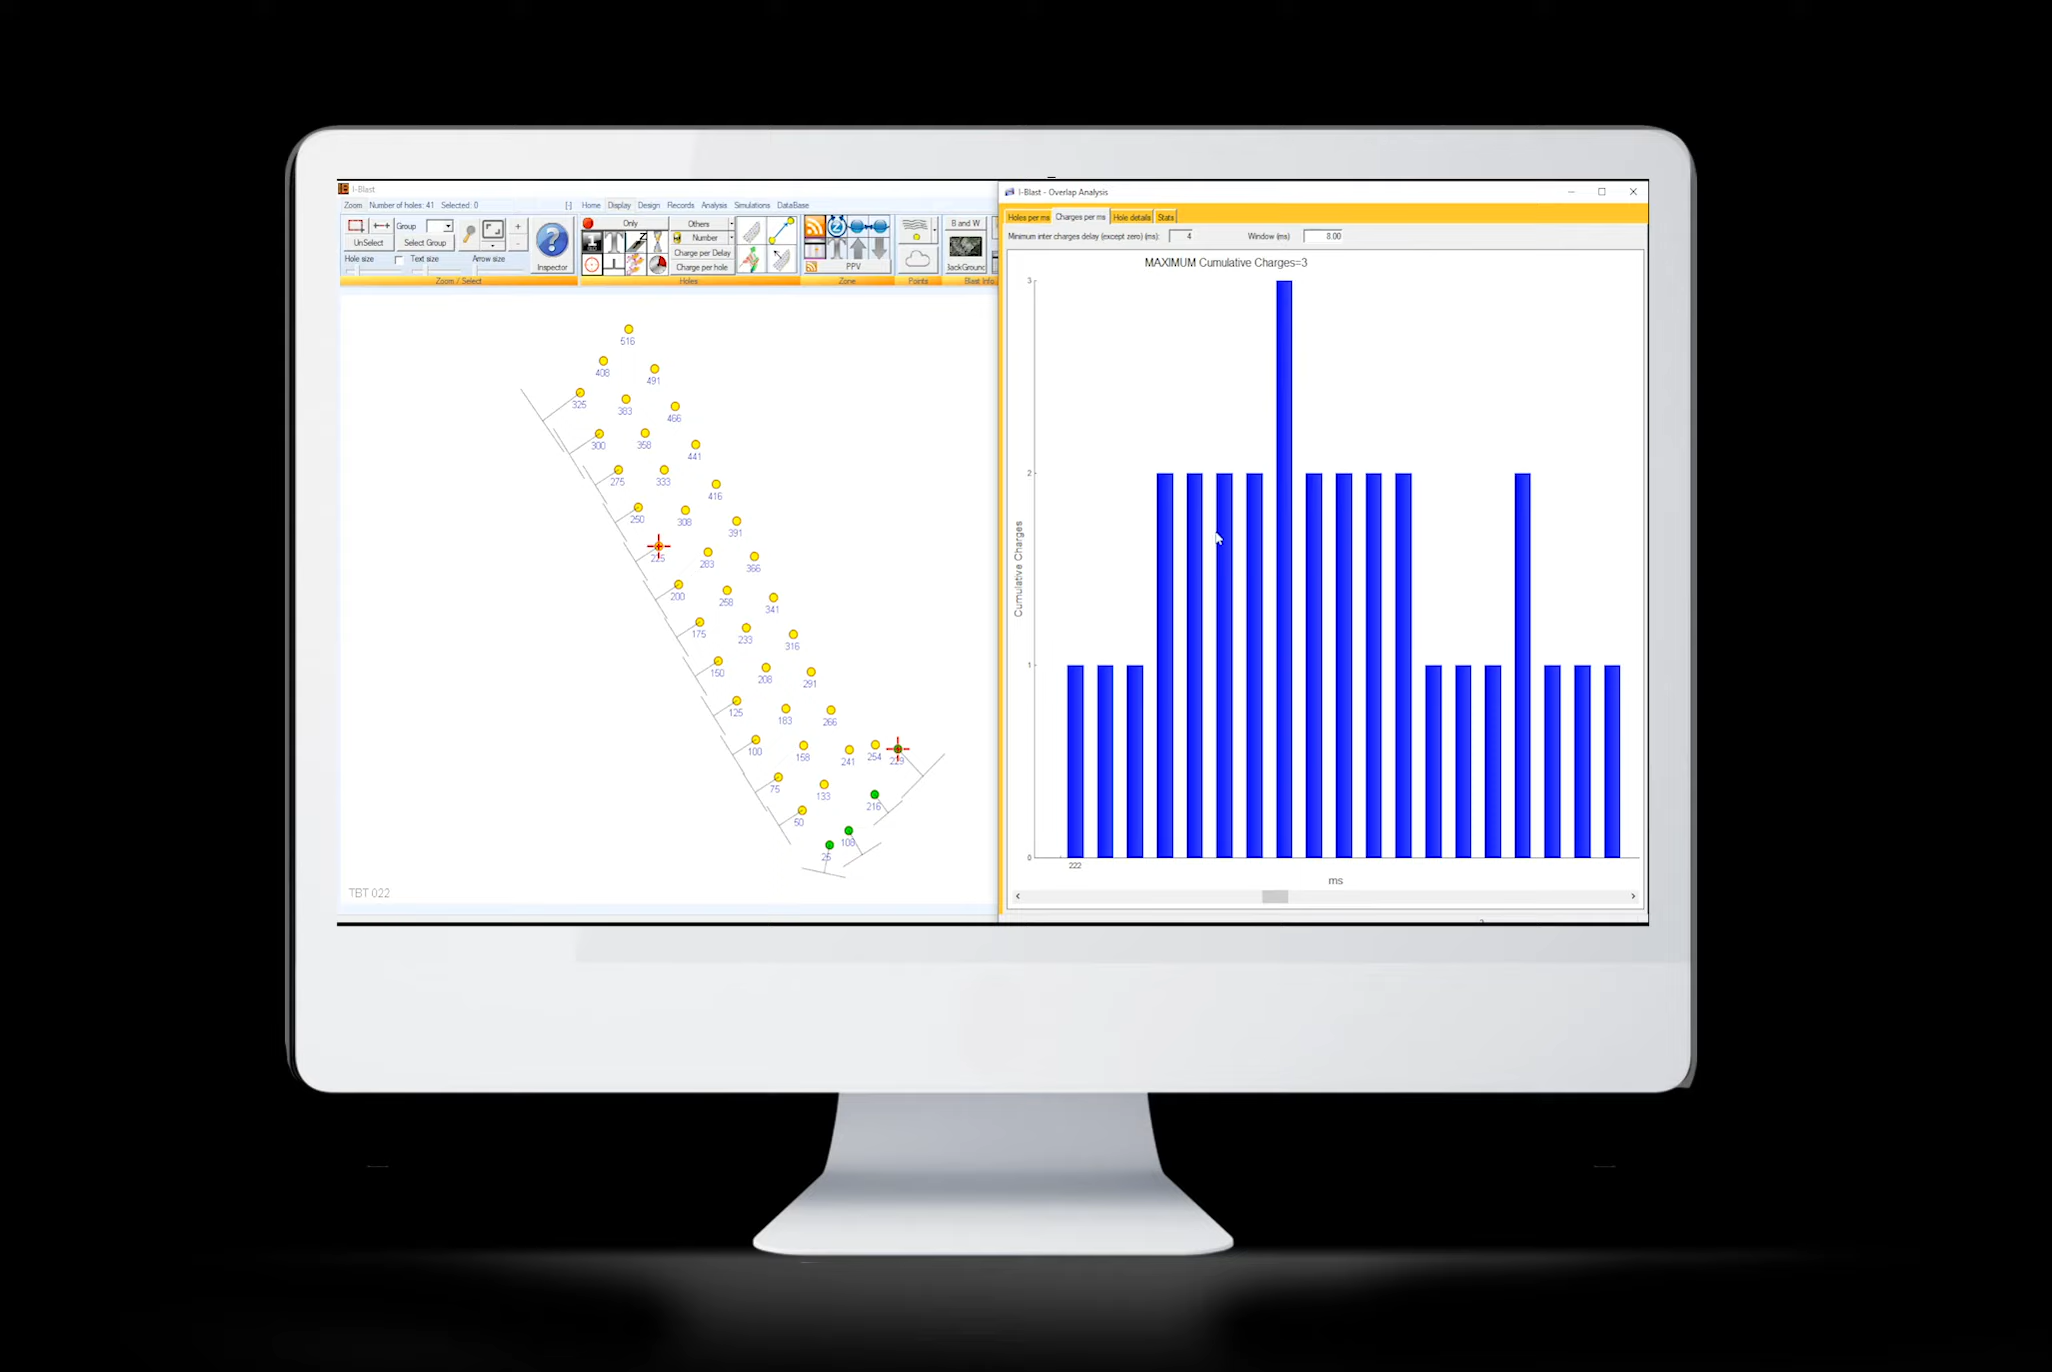 I-Blast
Zoom Number of holes: 41 Selected: 0 [-] Home Display Design Records Analysis Simulations DataBase
Group
UnSelect Select Group
Hole size Text size Arrow size
Inspector
Zoom / Select
Only Others
Number
Charge per Delay
Charge per hole
Holes
PPV
Zone
Points
B and W
BackGround
Blast Info
516
408
491
325
383
466
300
358
441
275
333
416
250
308
391
225
283
366
200
258
341
175
233
316
150
208
291
125
183
266
100
158
241
254
229
75
133
216
50
108
25
TBT 022
I-Blast - Overlap Analysis
Holes per ms Charges per ms Hole details Stats
Minimum inter charges delay (except zero) (ms): 4 Window (ms) 8.00
MAXIMUM Cumulative Charges=3
3
2
1
0
Cumulative Charges
222
ms